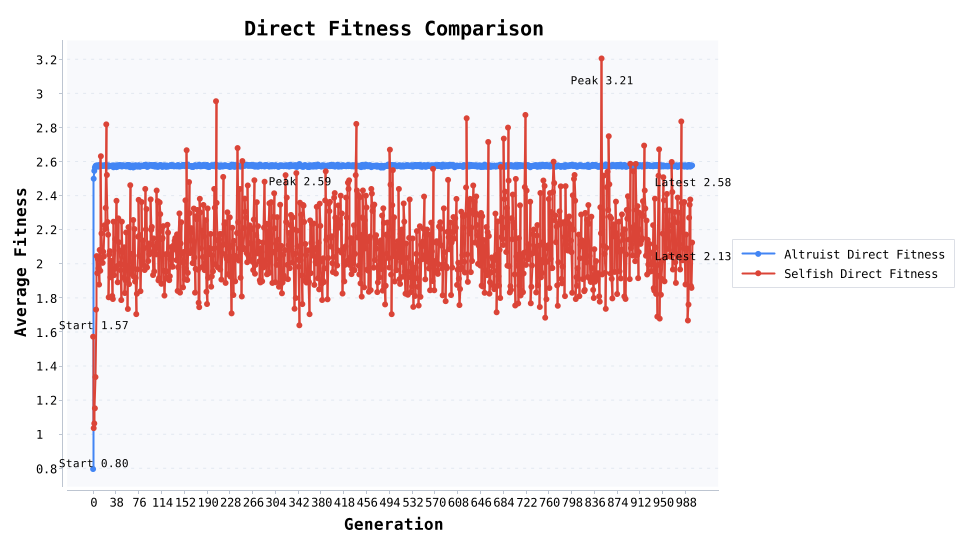 Direct Fitness Comparison
3.2
3
2.8
2.6
2.4
2.2
2
1.8
1.6
1.4
1.2
1
0.8
Average Fitness
Peak 3.21
Peak 2.59
Latest 2.58
Latest 2.13
Start 1.57
Start 0.80
Altruist Direct Fitness
Selfish Direct Fitness
0 38 76 114 152 190 228 266 304 342 380 418 456 494 532 570 608 646 684 722 760 798 836 874 912 950 988
Generation